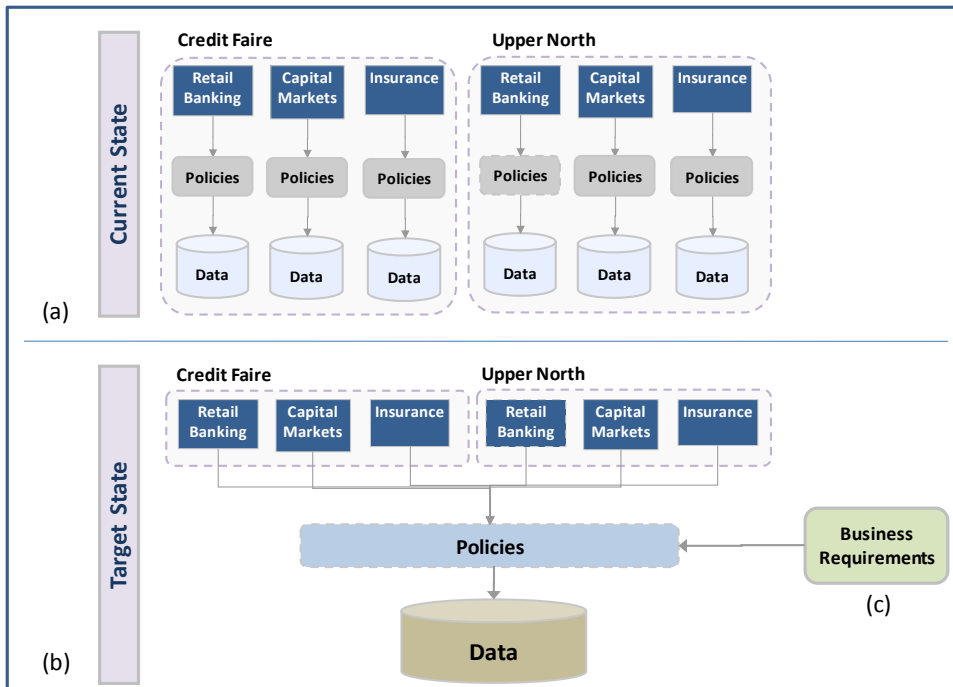 Current State
Credit Faire
Upper North
Retail
Banking
Capital
Markets
Insurance
Retail
Banking
Capital
Markets
Insurance
Policies
Policies
Policies
Policies
Policies
Policies
Data
Data
Data
Data
Data
Data
(a)
Target State
Credit Faire
Upper North
Retail
Banking
Capital
Markets
Insurance
Retail
Banking
Capital
Markets
Insurance
Policies
Business
Requirements
(c)
Data
(b)